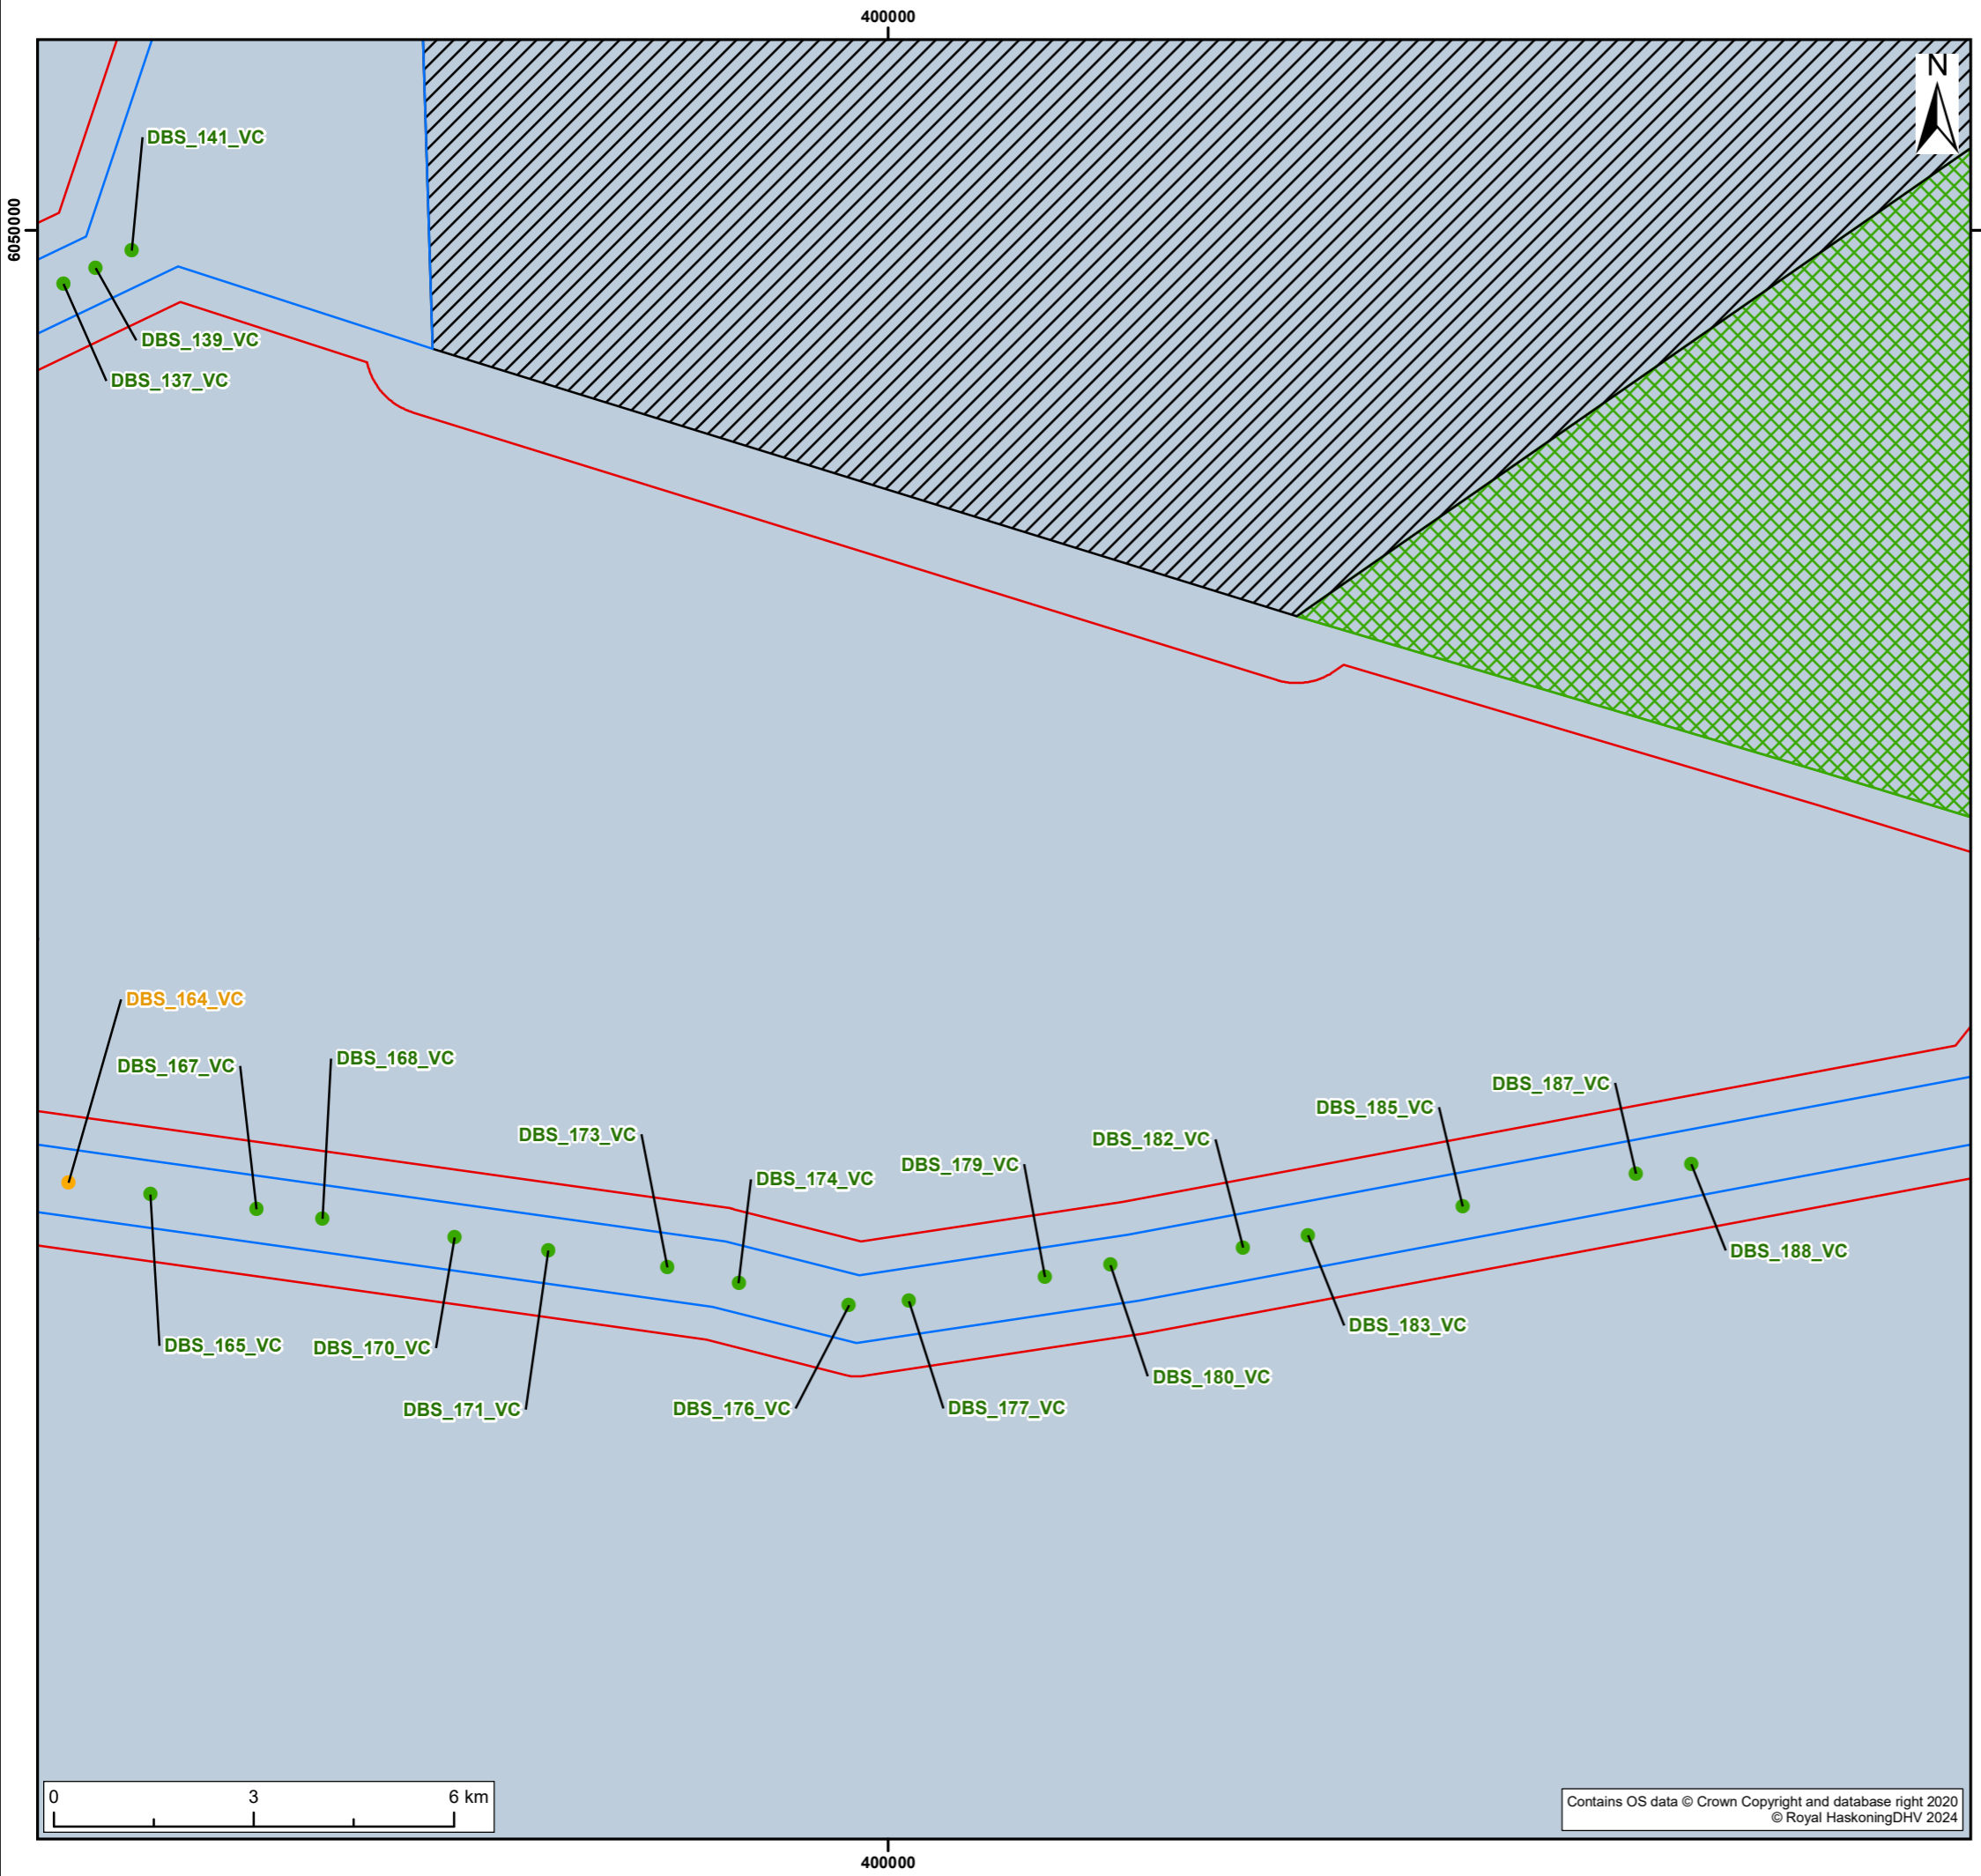 400000
N
DBS_141_VC
6050000
DBS_139_VC
DBS_137_VC
DBS_164_VC
DBS_167_VC
DBS_168_VC
DBS_187_VC
DBS_185_VC
DBS_173_VC
DBS_182_VC
DBS_179_VC
DBS_174_VC
DBS_188_VC
DBS_183_VC
DBS_165_VC
DBS_170_VC
DBS_180_VC
DBS_171_VC
DBS_176_VC
DBS_177_VC
0 3 6 km
Contains OS data © Crown Copyright and database right 2020
© Royal HaskoningDHV 2024
400000